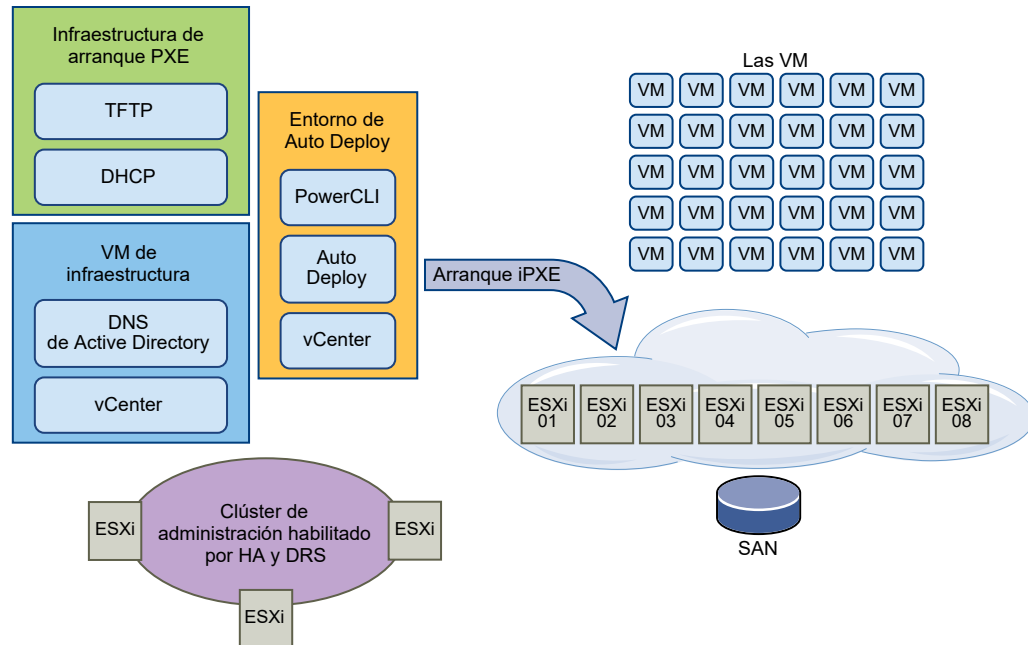 Infraestructura de
arranque PXE
TFTP
DHCP
VM de
infraestructura
DNS
de Active Directory
vCenter
Entorno de
Auto Deploy
PowerCLI
Auto
Deploy
vCenter
Arranque iPXE
Las VM
VM VM VM VM VM VM
VM VM VM VM VM VM
VM VM VM VM VM VM
VM VM VM VM VM VM
VM VM VM VM VM VM
ESXi ESXi ESXi ESXi ESXi ESXi ESXi ESXi
01 02 03 04 05 06 07 08
SAN
Clúster de
administración habilitado
por HA y DRS
ESXi
ESXi
ESXi